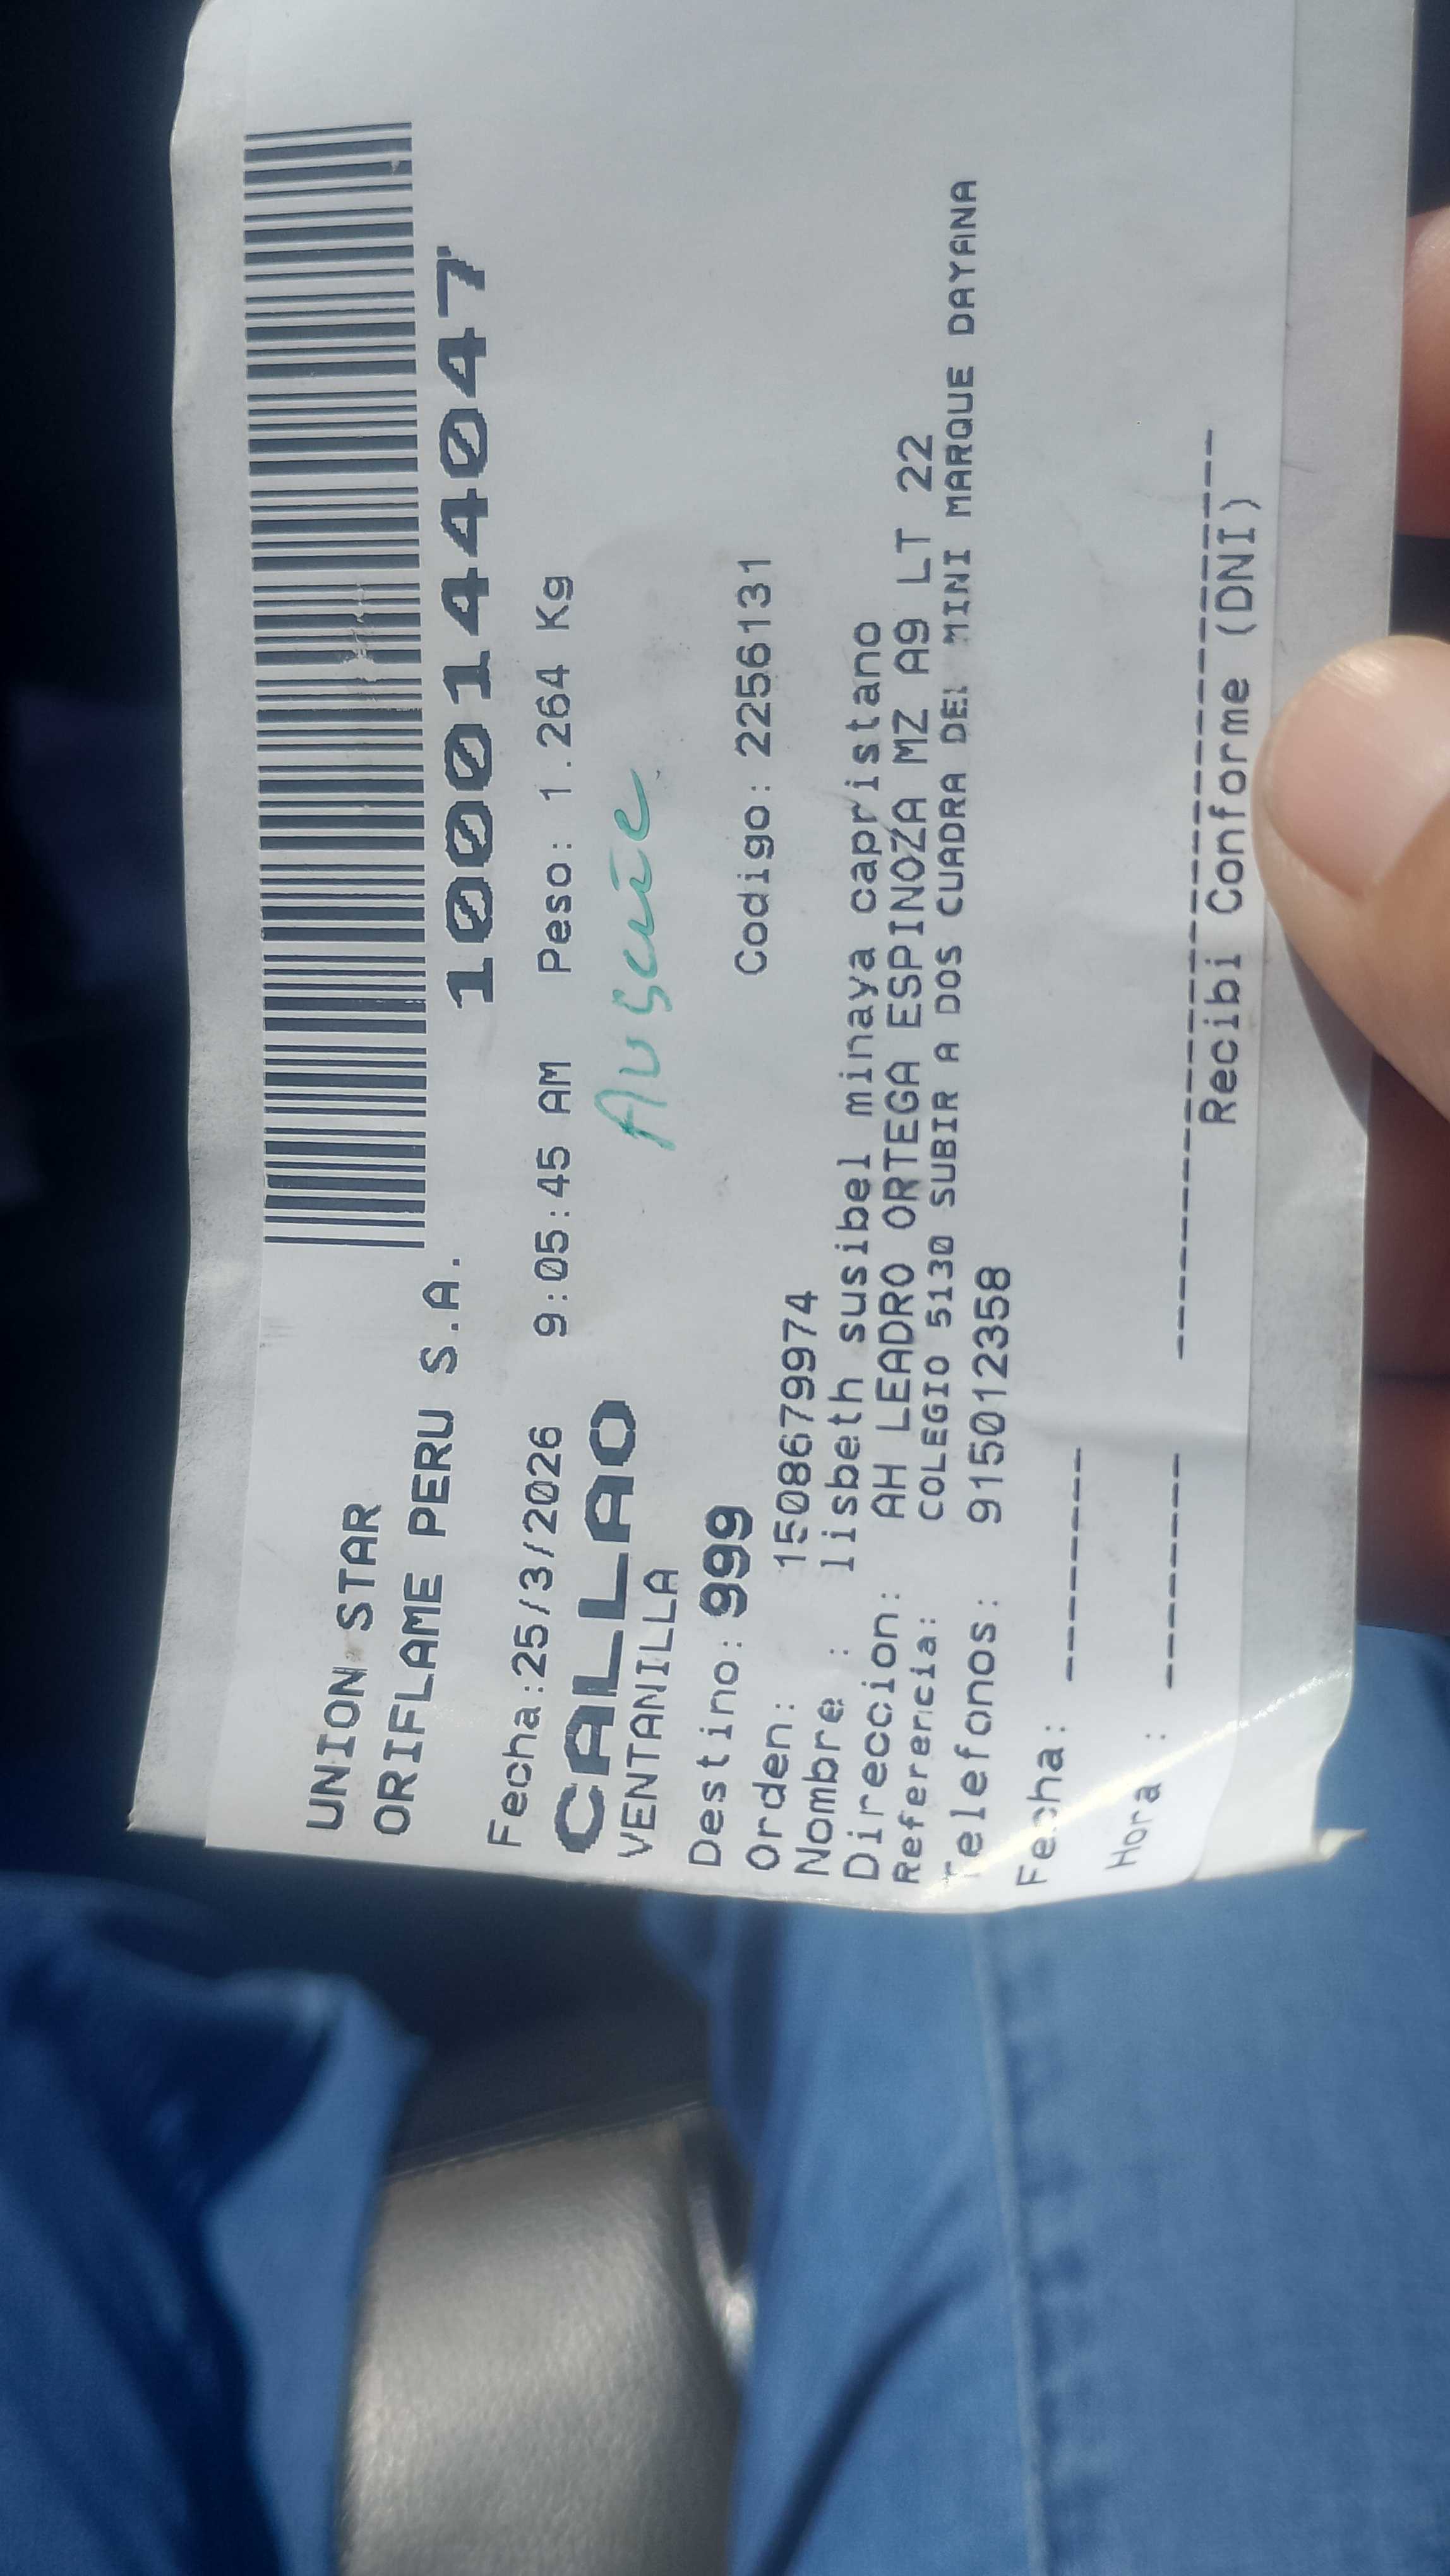 UNION STAR
ORIFLAME PERU S.A.
10001444047
Fecha:25/3/2026 9:05:45 AM Peso: 1.264 Kg
CALLAO
VENTANILLA
Destino: 999 Codigo: 2256131
Orden: 1508679974
Nombre : lisbeth susibel minaya capristano
Direccion: AH LEADRO ORTEGA ESPINOZA MZ A9 LT 22
Referencia: COLEGIO 5130 SUBIR A DOS CUADRA DEL MINI MARQUE DAYANA
Telefonos: 915012358
Fecha: -------
Hora : -------
Recibi Conforme (DNI)